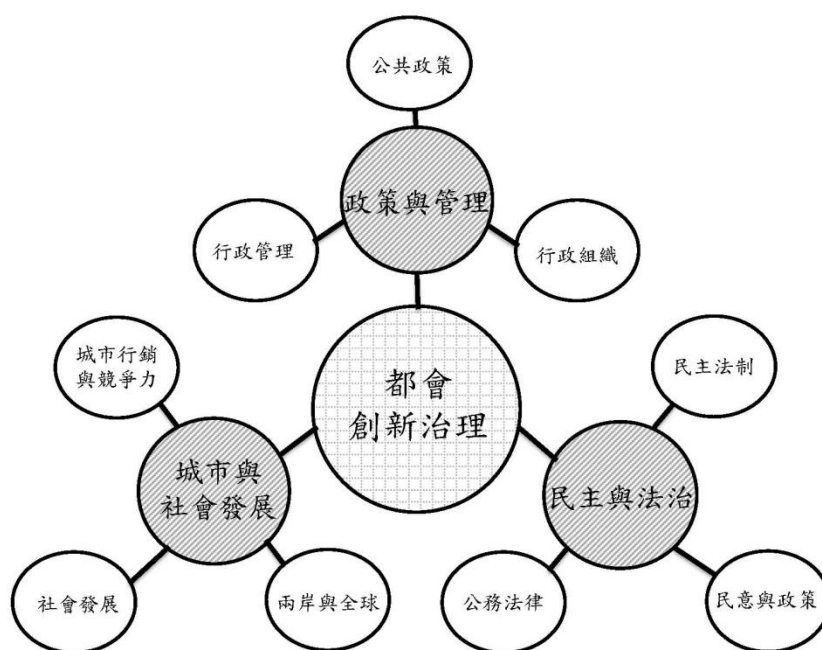 公共政策
政策與管理
行政管理
行政組織
都會
創新治理
城市行銷
與競爭力
城市與
社會發展
社會發展
兩岸與全球
民主法制
民主與法治
公務法律
民意與政策